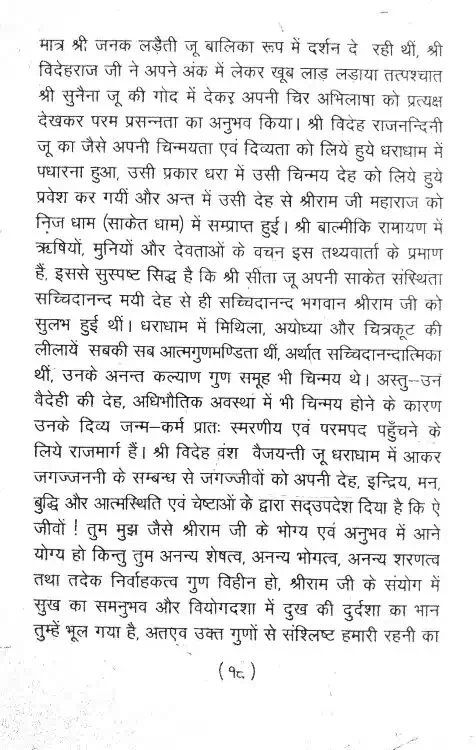 मात्र श्री जनक लड़ैती जू बालिका रूप में दर्शन दे रही थीं, श्री
विदेहराज जी ने अपने अंक में लेकर खूब लाड़ लड़ाया तत्पश्चात
श्री सुनैना जू की गोद में देकर अपनी चिर अभिलाषा को प्रत्यक्ष
देखकर परम प्रसन्नता का अनुभव किया। श्री विदेह राजनन्दिनी
जू का जैसे अपनी चिन्मयता एवं दिव्यता को लिये हुये धराधाम में
पधारना हुआ, उसी प्रकार धरा में उसी चिन्मय देह को लिये हुये
प्रवेश कर गयीं और अन्त में उसी देह से श्रीराम जी महाराज को
निज धाम (साकेत धाम) में सम्प्राप्त हुई। श्री बाल्मीकि रामायण में
ऋषियों, मुनियों और देवताओं के वचन इस तथ्यवार्ता के प्रमाण
हैं, इससे सुस्पष्ट सिद्ध है कि श्री सीता जू अपनी साकेत संस्थिता
सच्चिदानन्द मयी देह से ही सच्चिदानन्द भगवान श्रीराम जी को
सुलभ हुई थीं। धराधाम में मिथिला, अयोध्या और चित्रकूट की
लीलायें सबकी सब आत्मगुणमण्डिता थीं, अर्थात सच्चिदानन्दात्मिका
थीं, उनके अनन्त कल्याण गुण समूह भी चिन्मय थे। अस्तु-उन
वैदेही की देह, अधिभौतिक अवस्था में भी चिन्मय होने के कारण
उनके दिव्य जन्म-कर्म प्रातः स्मरणीय एवं परमपद पहुँचने के
लिये राजमार्ग हैं। श्री विदेह वंश वैजयन्ती जू धराधाम में आकर
जगज्जननी के सम्बन्ध से जगज्जीवों को अपनी देह, इन्द्रिय, मन,
बुद्धि और आत्मस्थिति एवं चेष्टाओं के द्वारा सद्उपदेश दिया है कि ऐ
जीवों ! तुम मुझ जैसे श्रीराम जी के भोग्य एवं अनुभव में आने
योग्य हो किन्तु तुम अनन्य शेषत्व, अनन्य भोगत्व, अनन्य शरणत्व
तथा तदेक निर्वाहकत्व गुण विहीन हो, श्रीराम जी के संयोग में
सुख का समनुभव और वियोगदशा में दुख की दुर्दशा का भान
तुम्हें भूल गया है, अतएव उक्त गुणों से संश्लिष्ट हमारी रहनी का
(१८)